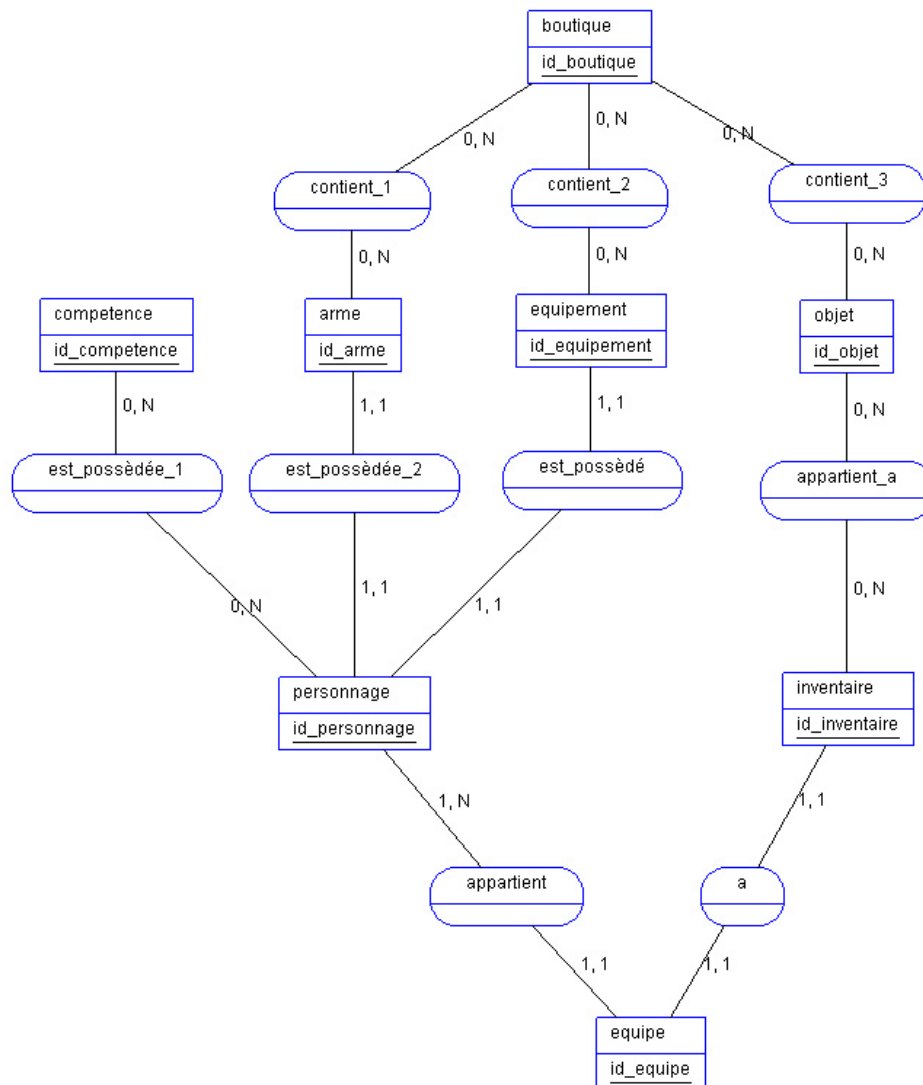 boutique
id_boutique
0, N
0, N
0, N
contient_1
contient_2
contient_3
0, N
0, N
0, N
competence
arme
equipement
objet
id_competence
id_arme
id_equipement
id_objet
0, N
1, 1
1, 1
0, N
est_possèdée_1
est_possèdée_2
est_possèdé
appartient_a
0, N
1, 1
1, 1
0, N
personnage
inventaire
id_personnage
id_inventaire
1, N
1, 1
appartient
a
1, 1
1, 1
equipe
id_equipe